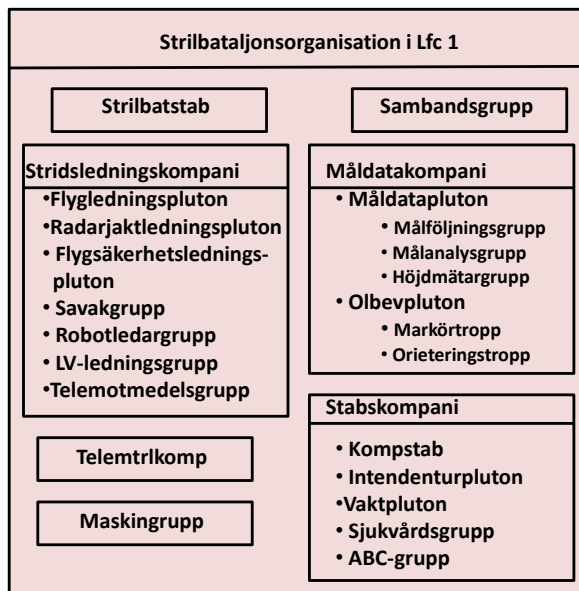 Strilbataljonsorganisation i Lfc 1
Strilbatstab
Sambandsgrupp
Stridsledningskompani
•Flygledningspluton
•Radarjaktledningspluton
• Flygsäkerhetslednings-
pluton
• Savakgrupp
• Robotledargrupp
• LV-ledningsgrupp
•Telemotmedelsgrupp
Måldatakompani
• Måldatapluton
• Målföljningsgrupp
• Målanalysgrupp
• Höjdmätargrupp
• Olbevpluton
• Markörtropp
• Orieteringstropp
Telemtrlkomp
Maskingrupp
Stabskompani
• Kompstab
• Intendenturpluton
•Vaktpluton
• Sjukvårdsgrupp
• ABC-grupp